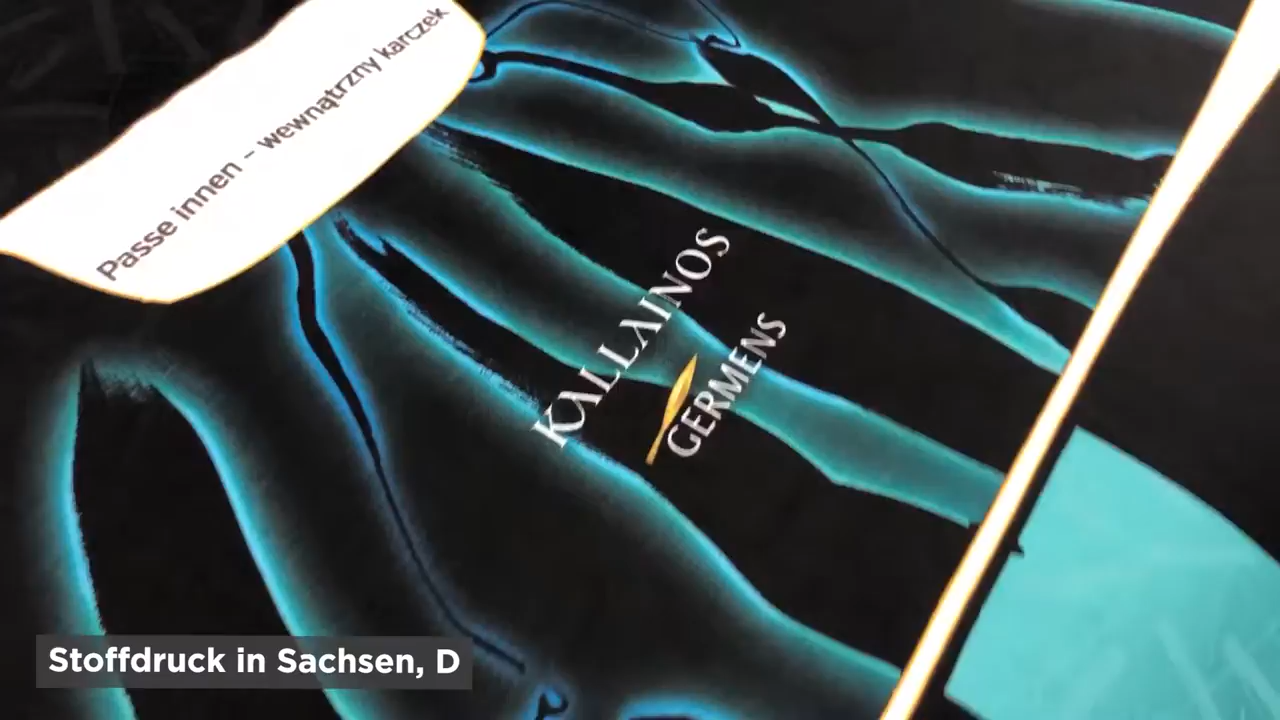 Passe innen – wewnątrzny karczek
KALLAINOS
GERMENS
Stoffdruck in Sachsen, D